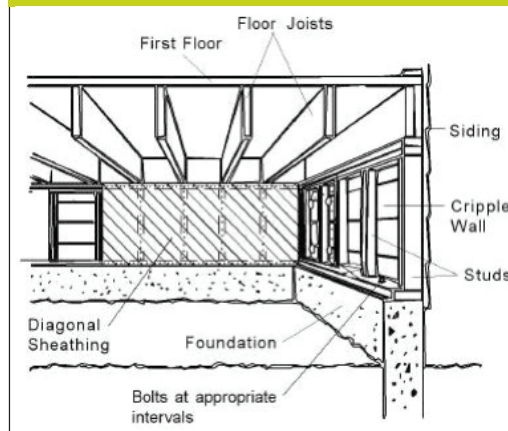 Floor Joists
First Floor
Siding
Cripple
Wall
Studs
Diagonal
Sheathing
Foundation
Bolts at appropriate
intervals